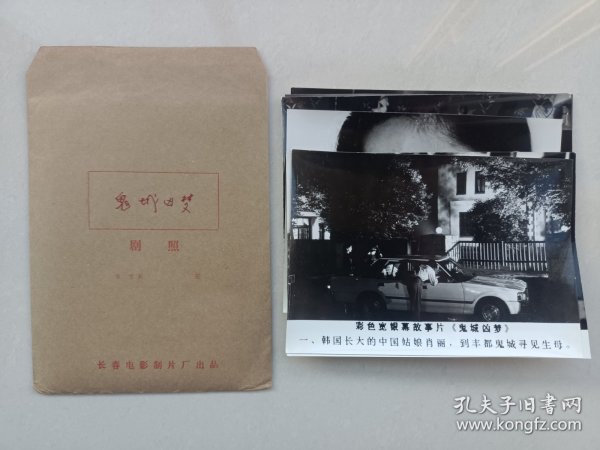 鬼城凶梦
剧照
长春电影制片厂出品
彩色宽银幕故事片《鬼城凶梦》
一、韩国长大的中国姑娘肖丽，到丰都鬼城寻见生母。
孔夫子旧书网
www.kongfz.com